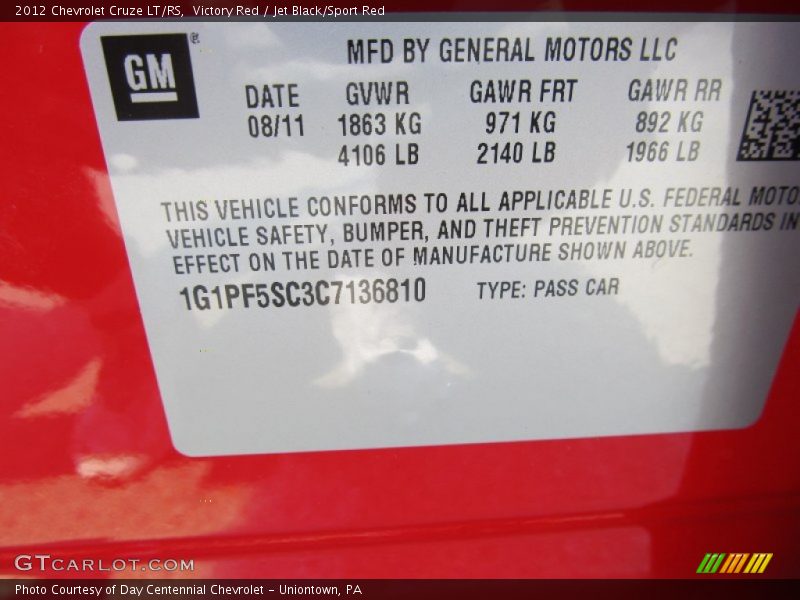 2012 Chevrolet Cruze LT/RS,  Victory Red / Jet Black/Sport Red
GM ®
MFD BY GENERAL MOTORS LLC
DATE GVWR GAWR FRT GAWR RR
08/11 1863 KG 971 KG 892 KG
4106 LB 2140 LB 1966 LB
THIS VEHICLE CONFORMS TO ALL APPLICABLE U.S. FEDERAL MOTO
VEHICLE SAFETY, BUMPER, AND THEFT PREVENTION STANDARDS IN
EFFECT ON THE DATE OF MANUFACTURE SHOWN ABOVE.
1G1PF5SC3C7136810 TYPE: PASS CAR
GTCARLOT.COM
Photo Courtesy of Day Centennial Chevrolet - Uniontown, PA